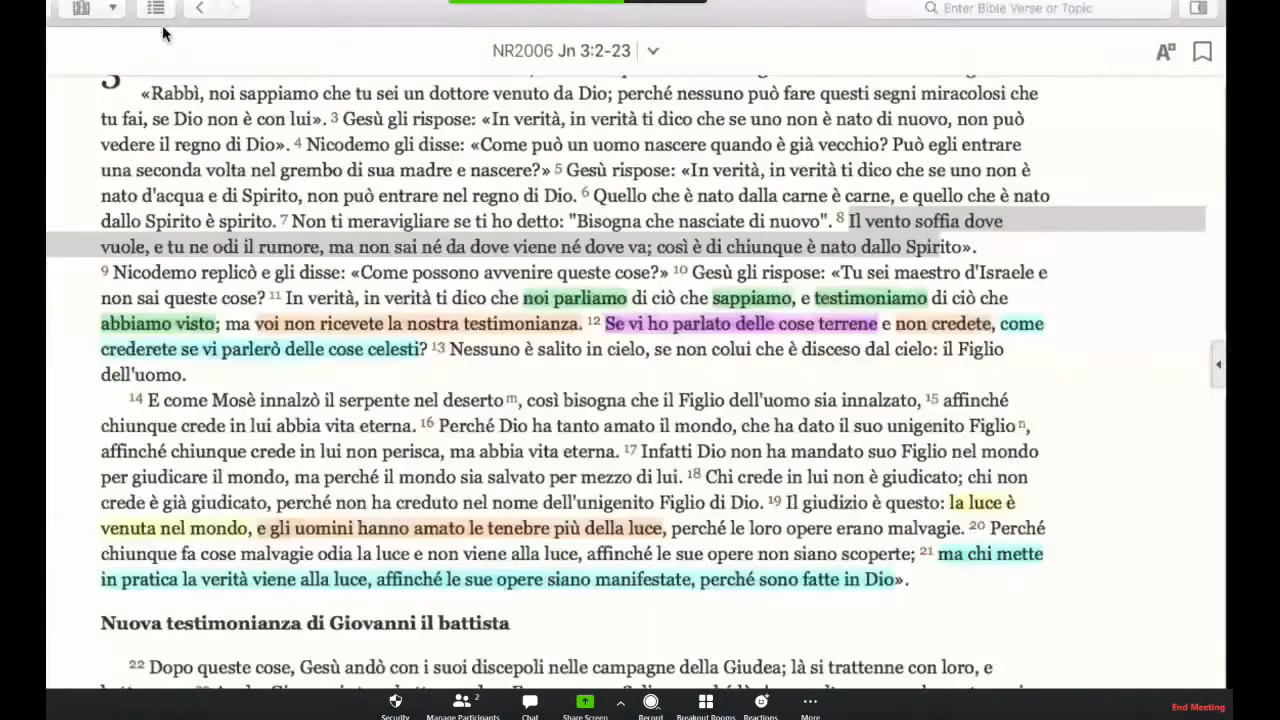 Enter Bible Verse or Topic
NR2006 Jn 3:2-23
3
«Rabbì, noi sappiamo che tu sei un dottore venuto da Dio; perché nessuno può fare questi segni miracolosi che
tu fai, se Dio non è con lui». 3 Gesù gli rispose: «In verità, in verità ti dico che se uno non è nato di nuovo, non può
vedere il regno di Dio». 4 Nicodemo gli disse: «Come può un uomo nascere quando è già vecchio? Può egli entrare
una seconda volta nel grembo di sua madre e nascere?» 5 Gesù rispose: «In verità, in verità ti dico che se uno non è
nato d'acqua e di Spirito, non può entrare nel regno di Dio. 6 Quello che è nato dalla carne è carne, e quello che è nato
dallo Spirito è spirito. 7 Non ti meravigliare se ti ho detto: "Bisogna che nasciate di nuovo". 8 Il vento soffia dove
vuole, e tu ne odi il rumore, ma non sai né da dove viene né dove va; così è di chiunque è nato dallo Spirito».
9 Nicodemo replicò e gli disse: «Come possono avvenire queste cose?» 10 Gesù gli rispose: «Tu sei maestro d'Israele e
non sai queste cose? 11 In verità, in verità ti dico che noi parliamo di ciò che sappiamo, e testimoniamo di ciò che
abbiamo visto; ma voi non ricevete la nostra testimonianza. 12 Se vi ho parlato delle cose terrene e non credete, come
crederete se vi parlerò delle cose celesti? 13 Nessuno è salito in cielo, se non colui che è disceso dal cielo: il Figlio
dell'uomo.
14 E come Mosè innalzò il serpente nel deserto m, così bisogna che il Figlio dell'uomo sia innalzato, 15 affinché
chiunque crede in lui abbia vita eterna. 16 Perché Dio ha tanto amato il mondo, che ha dato il suo unigenito Figlio n,
affinché chiunque crede in lui non perisca, ma abbia vita eterna. 17 Infatti Dio non ha mandato suo Figlio nel mondo
per giudicare il mondo, ma perché il mondo sia salvato per mezzo di lui. 18 Chi crede in lui non è giudicato; chi non
crede è già giudicato, perché non ha creduto nel nome dell'unigenito Figlio di Dio. 19 Il giudizio è questo: la luce è
venuta nel mondo, e gli uomini hanno amato le tenebre più della luce, perché le loro opere erano malvagie. 20 Perché
chiunque fa cose malvagie odia la luce e non viene alla luce, affinché le sue opere non siano scoperte; 21 ma chi mette
in pratica la verità viene alla luce, affinché le sue opere siano manifestate, perché sono fatte in Dio».
Nuova testimonianza di Giovanni il battista
22 Dopo queste cose, Gesù andò con i suoi discepoli nelle campagne della Giudea; là si trattenne con loro, e
Security 2 Manage Participants Chat Share Screen Record Breakout Rooms Reactions More End Meeting